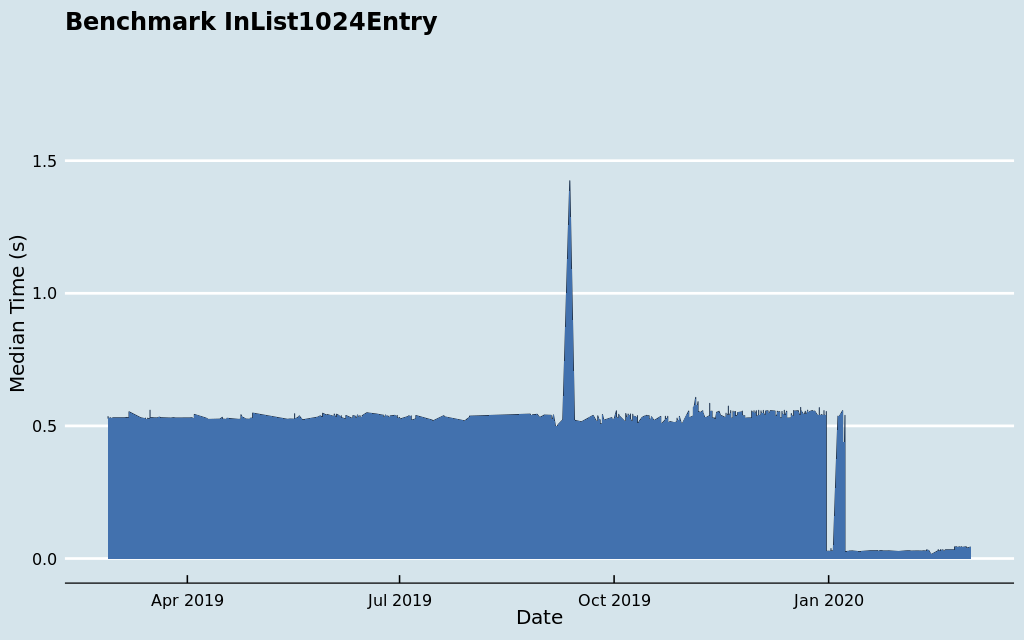 Benchmark InList1024Entry
1.5
1.0
0.5
0.0
Median Time (s)
Apr 2019
Jul 2019
Oct 2019
Jan 2020
Date